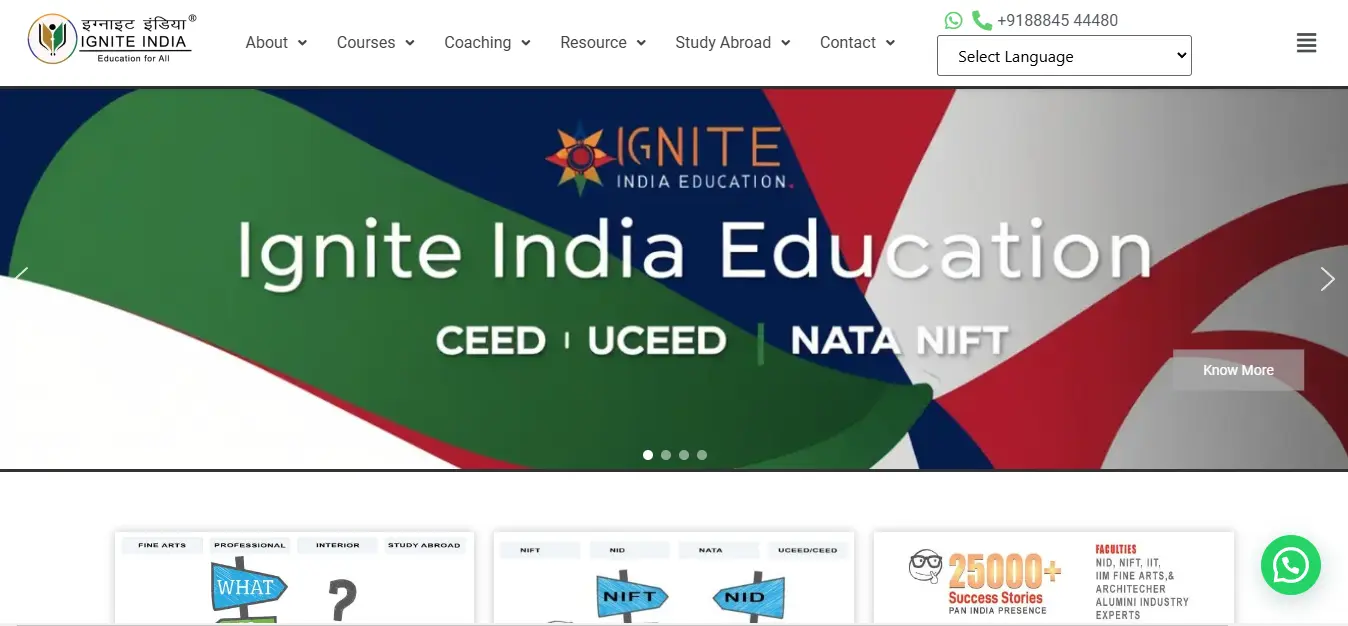 इग्नाइट इंडिया®
IGNITE INDIA
Education for All
About
Courses
Coaching
Resource
Study Abroad
Contact
+9188845 44480
Select Language
IGNITE
INDIA EDUCATION.
Ignite India Education
CEED | UCEED | NATA NIFT
Know More
FINE ARTS
PROFESSIONAL
INTERIOR
STUDY ABROAD
WHAT
?
NIFT
NID
NATA
UCEED/CEED
NIFT
NID
25000+
Success Stories
PAN INDIA PRESENCE
FACULTIES
NID, NIFT, IIT,
IIM FINE ARTS,&
ARCHITECHER
ALUMINI INDUSTRY
EXPERTS